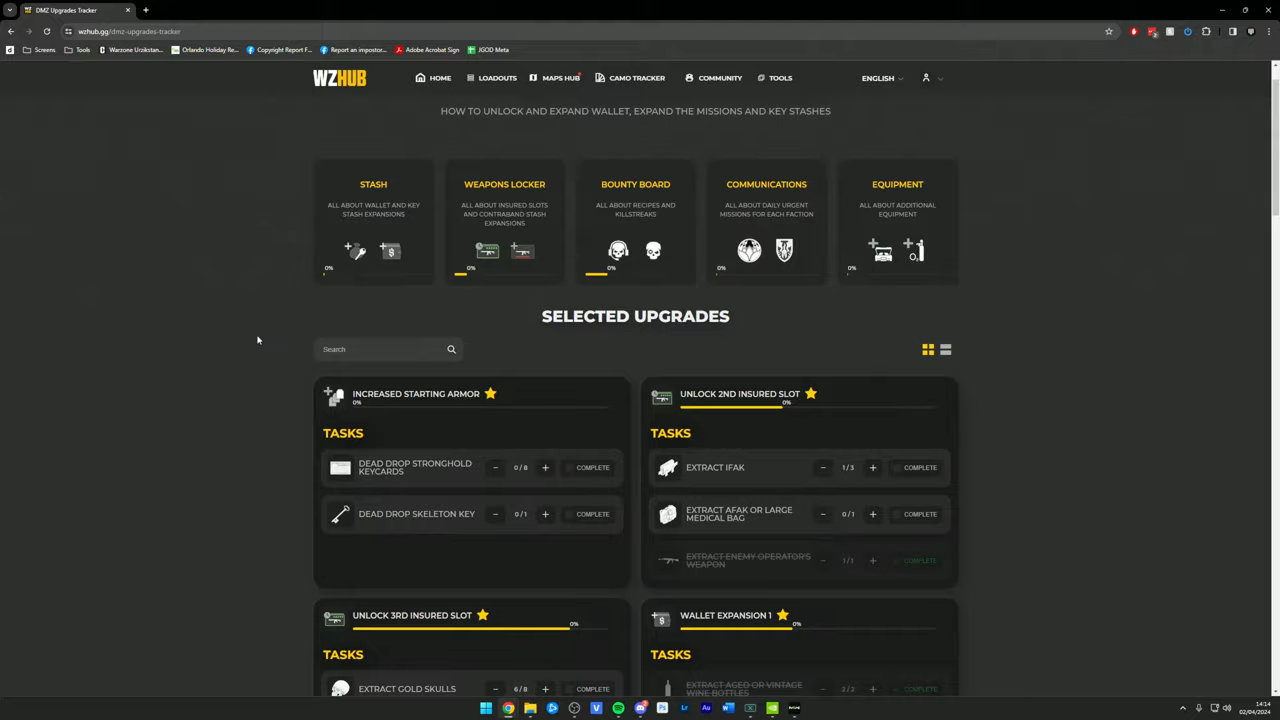 DMZ Upgrades Tracker
wzhub.gg/dmz-upgrades-tracker
Screens
Tools
Warzone Urzikstan...
Orlando Holiday Re...
Copyright Report F...
Report an impostor...
Adobe Acrobat Sign
JGOD Meta
WZHUB
HOME
LOADOUTS
MAPS HUB
CAMO TRACKER
COMMUNITY
TOOLS
ENGLISH
HOW TO UNLOCK AND EXPAND WALLET, EXPAND THE MISSIONS AND KEY STASHES
STASH
ALL ABOUT WALLET AND KEY
STASH EXPANSIONS
0%
WEAPONS LOCKER
ALL ABOUT INSURED SLOTS
AND CONTRABAND STASH
EXPANSIONS
0%
BOUNTY BOARD
ALL ABOUT RECIPES AND
KILLSTREAKS
0%
COMMUNICATIONS
ALL ABOUT DAILY URGENT
MISSIONS FOR EACH FACTION
0%
EQUIPMENT
ALL ABOUT ADDITIONAL
EQUIPMENT
0%
SELECTED UPGRADES
Search
INCREASED STARTING ARMOR
0%
TASKS
DEAD DROP STRONGHOLD
KEYCARDS
- 0/8 + COMPLETE
DEAD DROP SKELETON KEY - 0/1 + COMPLETE
UNLOCK 2ND INSURED SLOT
0%
TASKS
EXTRACT IFAK - 1/3 + COMPLETE
EXTRACT AFAK OR LARGE
MEDICAL BAG
- 0/1 + COMPLETE
EXTRACT ENEMY OPERATOR'S
WEAPON
- 1/1 + COMPLETE
UNLOCK 3RD INSURED SLOT
0%
TASKS
EXTRACT GOLD SKULLS - 6/8 + COMPLETE
WALLET EXPANSION 1
0%
TASKS
EXTRACT AGED OR VINTAGE
WINE BOTTLES
- 2/2 + COMPLETE
14:14
02/04/2024